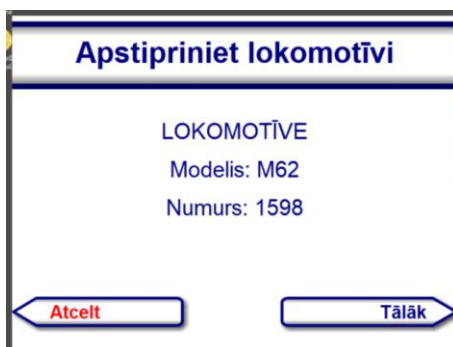 Apstipriniet lokomotīvi
LOKOMOTĪVE
Modelis: M62
Numurs: 1598
Atcelt
Tālāk